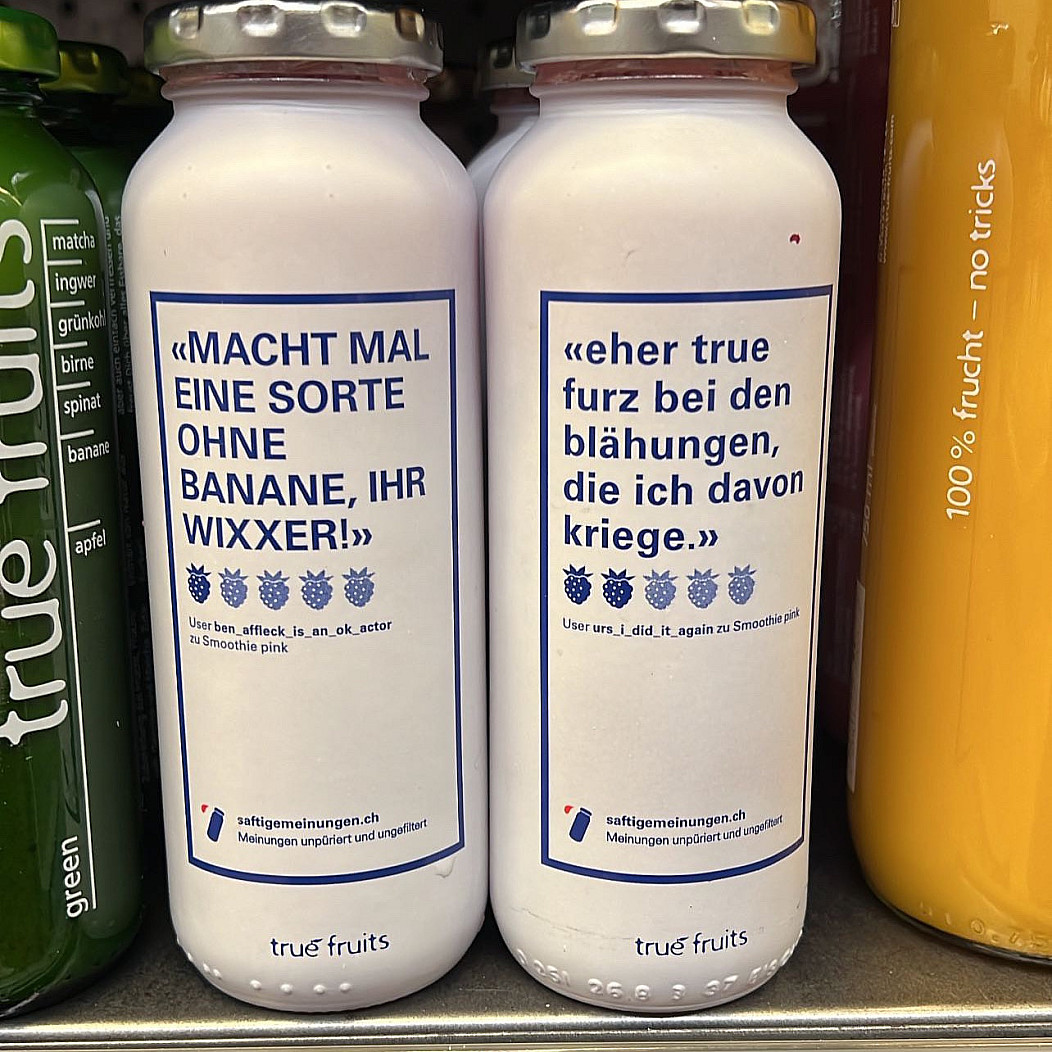 true fruits
matcha
ingwer
grünkohl
birne
spinat
banane
apfel
green
«MACHT MAL
EINE SORTE
OHNE
BANANE, IHR
WIXXER!»
User ben_affleck_is_an_ok_actor
zu Smoothie pink
saftigemeinungen.ch
Meinungen unpüriert und ungefiltert
true fruits
«eher true
furz bei den
blähungen,
die ich davon
kriege.»
User urs_i_did_it_again zu Smoothie pink
saftigemeinungen.ch
Meinungen unpüriert und ungefiltert
true fruits
100 % frucht – no tricks